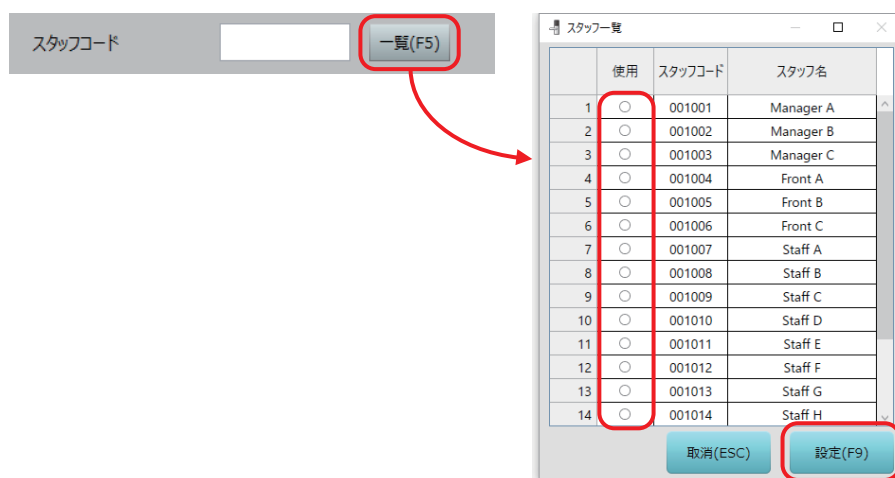 スタッフコード 一覧(F5)
スタッフ一覧
使用 スタッフコード スタッフ名
1 001001 Manager A
2 001002 Manager B
3 001003 Manager C
4 001004 Front A
5 001005 Front B
6 001006 Front C
7 001007 Staff A
8 001008 Staff B
9 001009 Staff C
10 001010 Staff D
11 001011 Staff E
12 001012 Staff F
13 001013 Staff G
14 001014 Staff H
取消(ESC) 設定(F9)